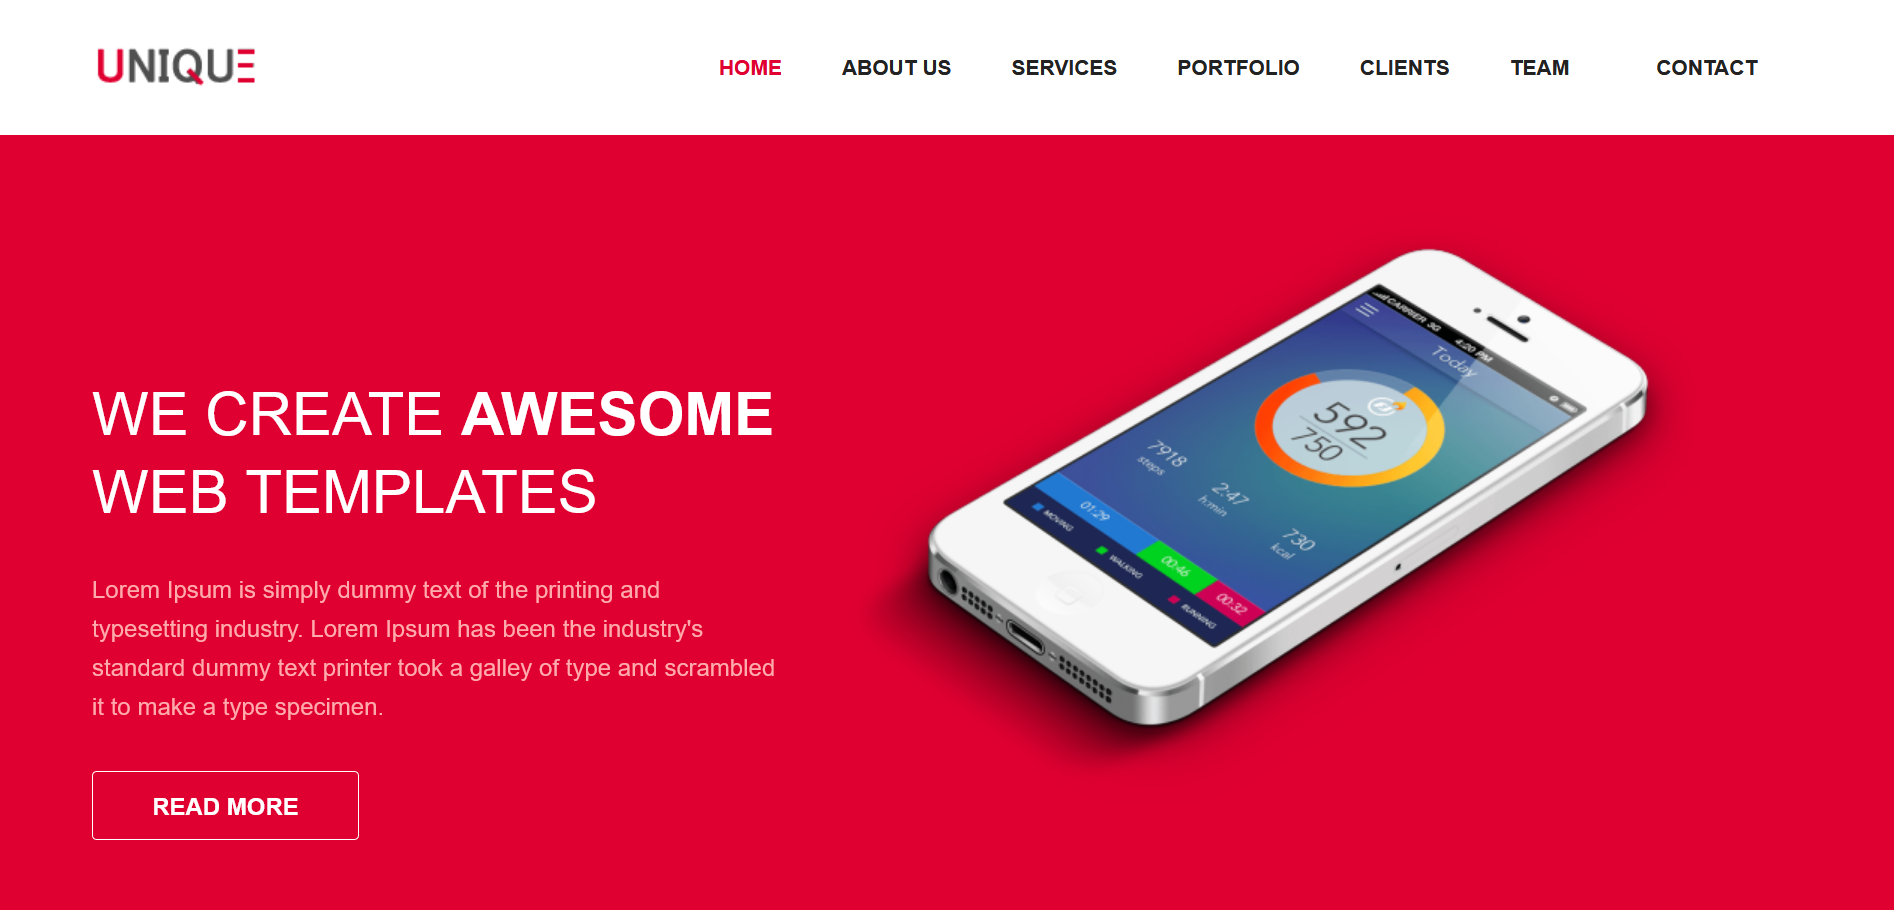 UNIQUE
HOME ABOUT US SERVICES PORTFOLIO CLIENTS TEAM CONTACT
WE CREATE AWESOME
WEB TEMPLATES
Lorem Ipsum is simply dummy text of the printing and
typesetting industry. Lorem Ipsum has been the industry's
standard dummy text printer took a galley of type and scrambled
it to make a type specimen.
READ MORE
CARRIER 3G 4:20 PM
Today
592
750
7918
steps
2:47
h:min
730
kcal
01:29
00:46
00:32
MOVING
WALKING
RUNNING